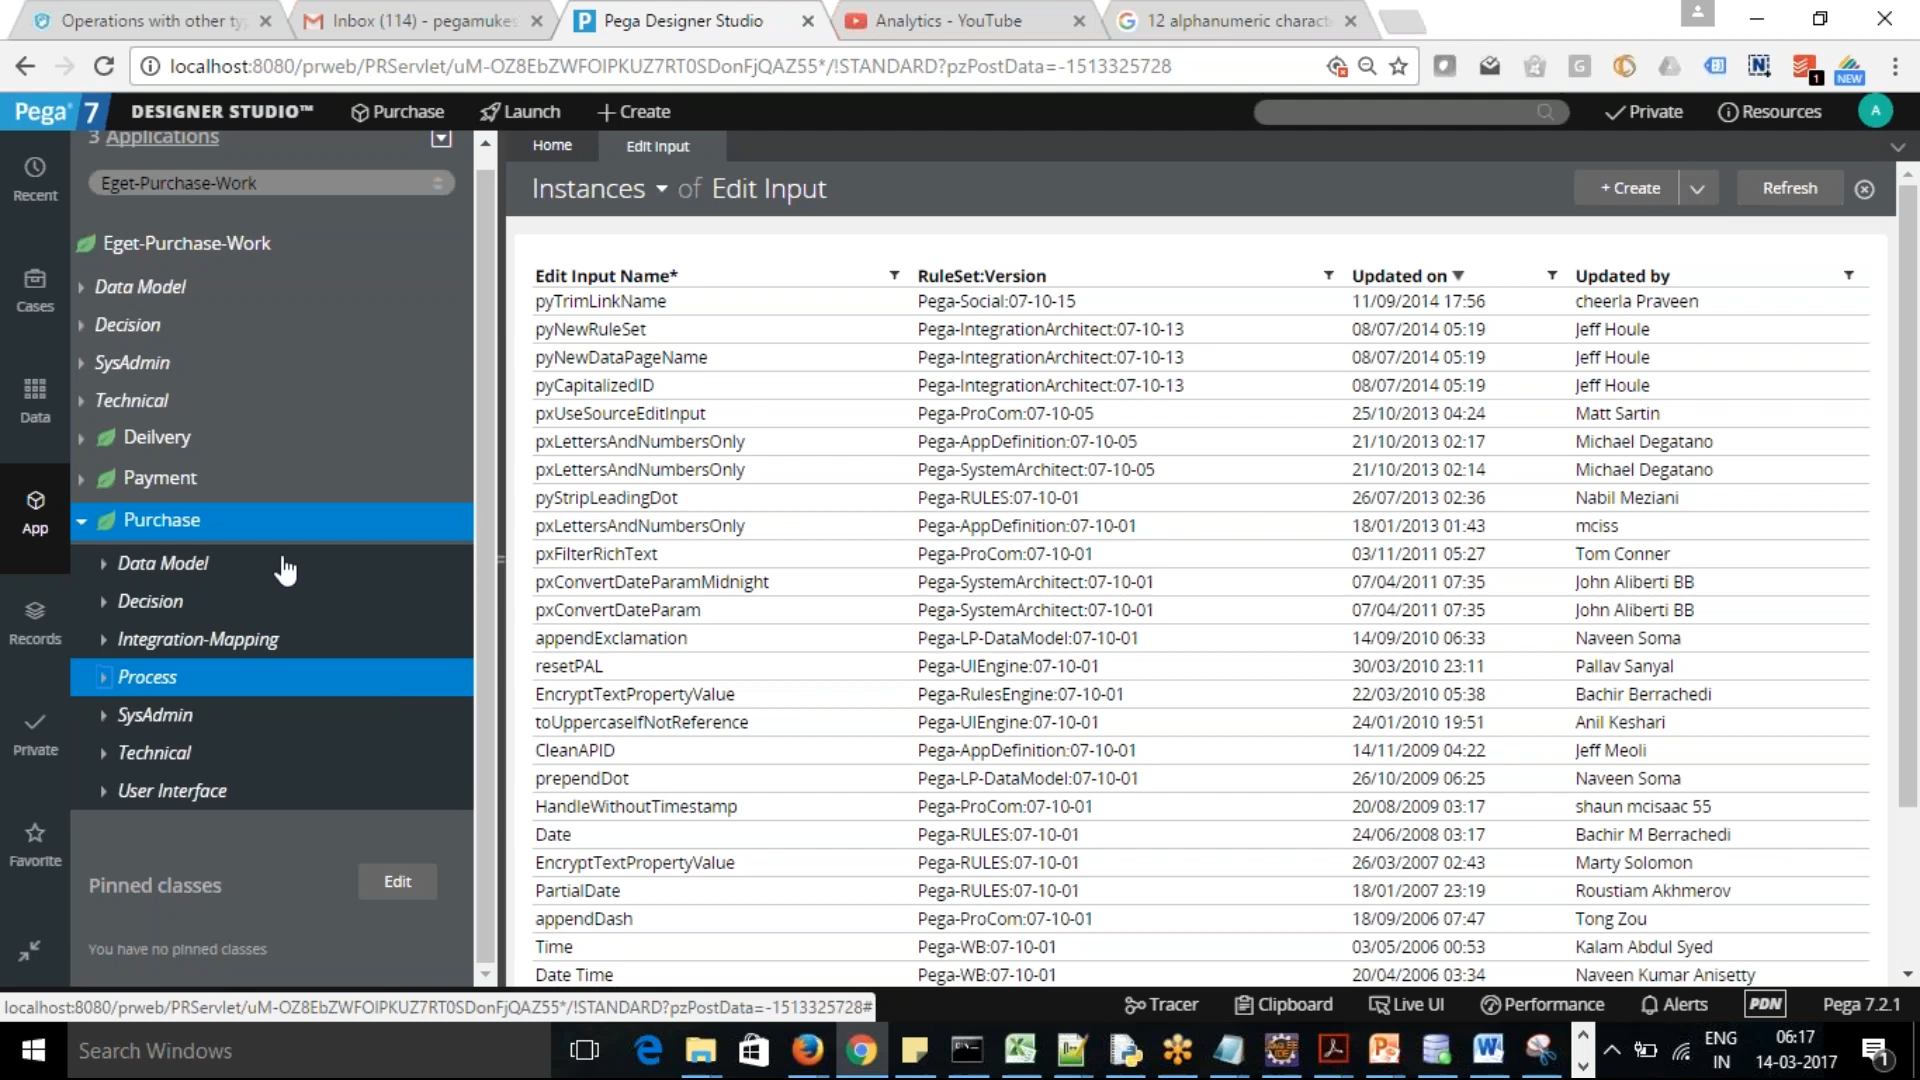 Operations with other ty
Inbox (114) - pegamukes
Pega Designer Studio
Analytics - YouTube
12 alphanumeric charact
localhost:8080/prweb/PRServlet/uM-OZ8EbZWFOIPKUZ7RT0SDonFjQAZ55*/!STANDARD?pzPostData=-1513325728
1
NEW
Pega 7 DESIGNER STUDIO™ Purchase Launch + Create Private Resources A
3 Applications
Eget-Purchase-Work
Eget-Purchase-Work
Data Model
Decision
SysAdmin
Technical
Deilvery
Payment
Purchase
Data Model
Decision
Integration-Mapping
Process
SysAdmin
Technical
User Interface
Pinned classes Edit
You have no pinned classes
Recent
Cases
Data
App
Records
Private
Favorite
Home Edit Input
Instances of Edit Input + Create Refresh
Edit Input Name* RuleSet:Version Updated on Updated by
pyTrimLinkName Pega-Social:07-10-15 11/09/2014 17:56 cheerla Praveen
pyNewRuleSet Pega-IntegrationArchitect:07-10-13 08/07/2014 05:19 Jeff Houle
pyNewDataPageName Pega-IntegrationArchitect:07-10-13 08/07/2014 05:19 Jeff Houle
pyCapitalizedID Pega-IntegrationArchitect:07-10-13 08/07/2014 05:19 Jeff Houle
pxUseSourceEditInput Pega-ProCom:07-10-05 25/10/2013 04:24 Matt Sartin
pxLettersAndNumbersOnly Pega-AppDefinition:07-10-05 21/10/2013 02:17 Michael Degatano
pxLettersAndNumbersOnly Pega-SystemArchitect:07-10-05 21/10/2013 02:14 Michael Degatano
pyStripLeadingDot Pega-RULES:07-10-01 26/07/2013 02:36 Nabil Meziani
pxLettersAndNumbersOnly Pega-AppDefinition:07-10-01 18/01/2013 01:43 mciss
pxFilterRichText Pega-ProCom:07-10-01 03/11/2011 05:27 Tom Conner
pxConvertDateParamMidnight Pega-SystemArchitect:07-10-01 07/04/2011 07:35 John Aliberti BB
pxConvertDateParam Pega-SystemArchitect:07-10-01 07/04/2011 07:35 John Aliberti BB
appendExclamation Pega-LP-DataModel:07-10-01 14/09/2010 06:33 Naveen Soma
resetPAL Pega-UIEngine:07-10-01 30/03/2010 23:11 Pallav Sanyal
EncryptTextPropertyValue Pega-RulesEngine:07-10-01 22/03/2010 05:38 Bachir Berrachedi
toUppercaseIfNotReference Pega-UIEngine:07-10-01 24/01/2010 19:51 Anil Keshari
CleanAPID Pega-AppDefinition:07-10-01 14/11/2009 04:22 Jeff Meoli
prependDot Pega-LP-DataModel:07-10-01 26/10/2009 06:25 Naveen Soma
HandleWithoutTimestamp Pega-ProCom:07-10-01 20/08/2009 03:17 shaun mcisaac 55
Date Pega-RULES:07-10-01 24/06/2008 03:17 Bachir M Berrachedi
EncryptTextPropertyValue Pega-RULES:07-10-01 26/03/2007 02:43 Marty Solomon
PartialDate Pega-RULES:07-10-01 18/01/2007 23:19 Roustiam Akhmerov
appendDash Pega-ProCom:07-10-01 18/09/2006 07:47 Tong Zou
Time Pega-WB:07-10-01 03/05/2006 00:53 Kalam Abdul Syed
Date Time Pega-WB:07-10-01 20/04/2006 03:34 Naveen Kumar Anisetty
localhost:8080/prweb/PRServlet/uM-OZ8EbZWFOIPKUZ7RT0SDonFjQAZ55*/!STANDARD?pzPostData=-1513325728#
Tracer Clipboard Live UI Performance Alerts PDN Pega 7.2.1
Search Windows
ENG
IN
06:17
14-03-2017
1